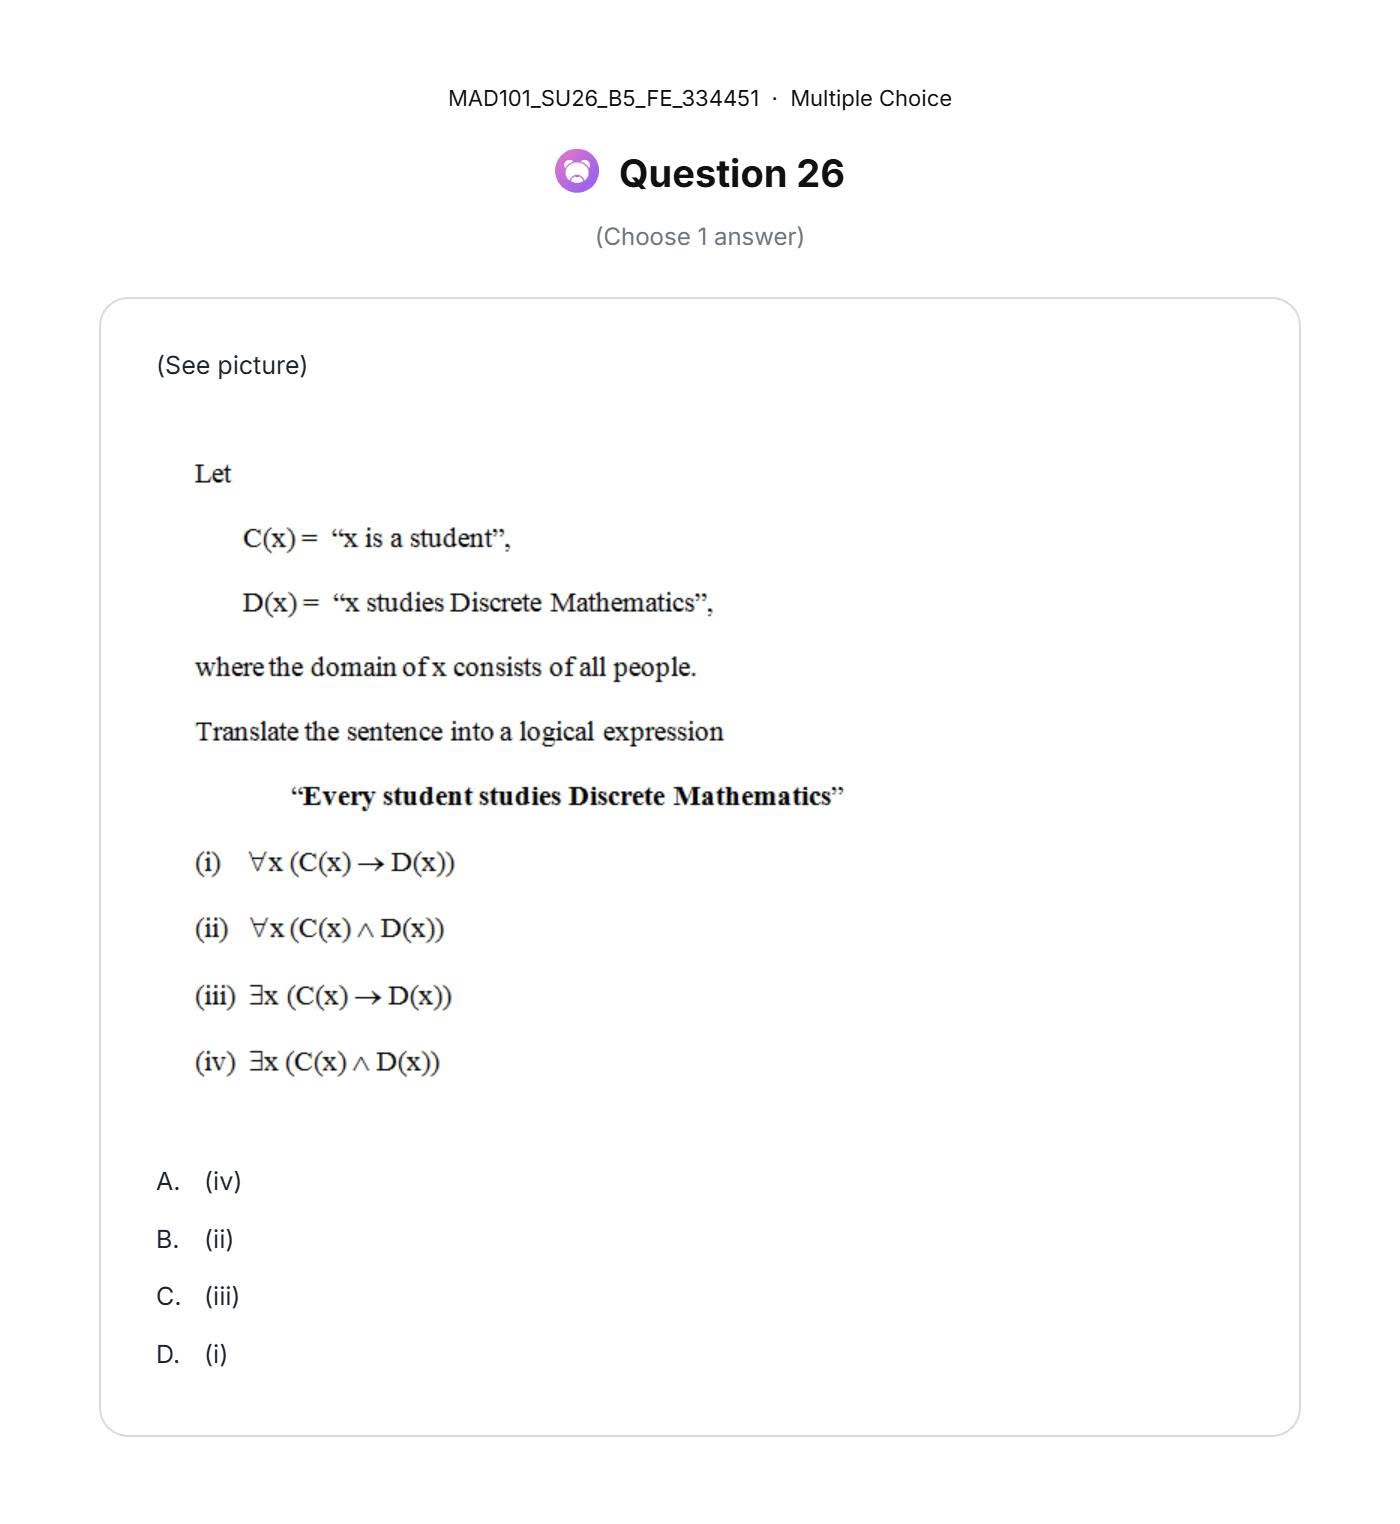 MAD101_SU26_B5_FE_334451 · Multiple Choice
Question 26
(Choose 1 answer)
(See picture)
Let
C(x) = “x is a student”,
D(x) = “x studies Discrete Mathematics”,
where the domain of x consists of all people.
Translate the sentence into a logical expression
“Every student studies Discrete Mathematics”
(i) ∀x (C(x) → D(x))
(ii) ∀x (C(x) ∧ D(x))
(iii) ∃x (C(x) → D(x))
(iv) ∃x (C(x) ∧ D(x))
A. (iv)
B. (ii)
C. (iii)
D. (i)